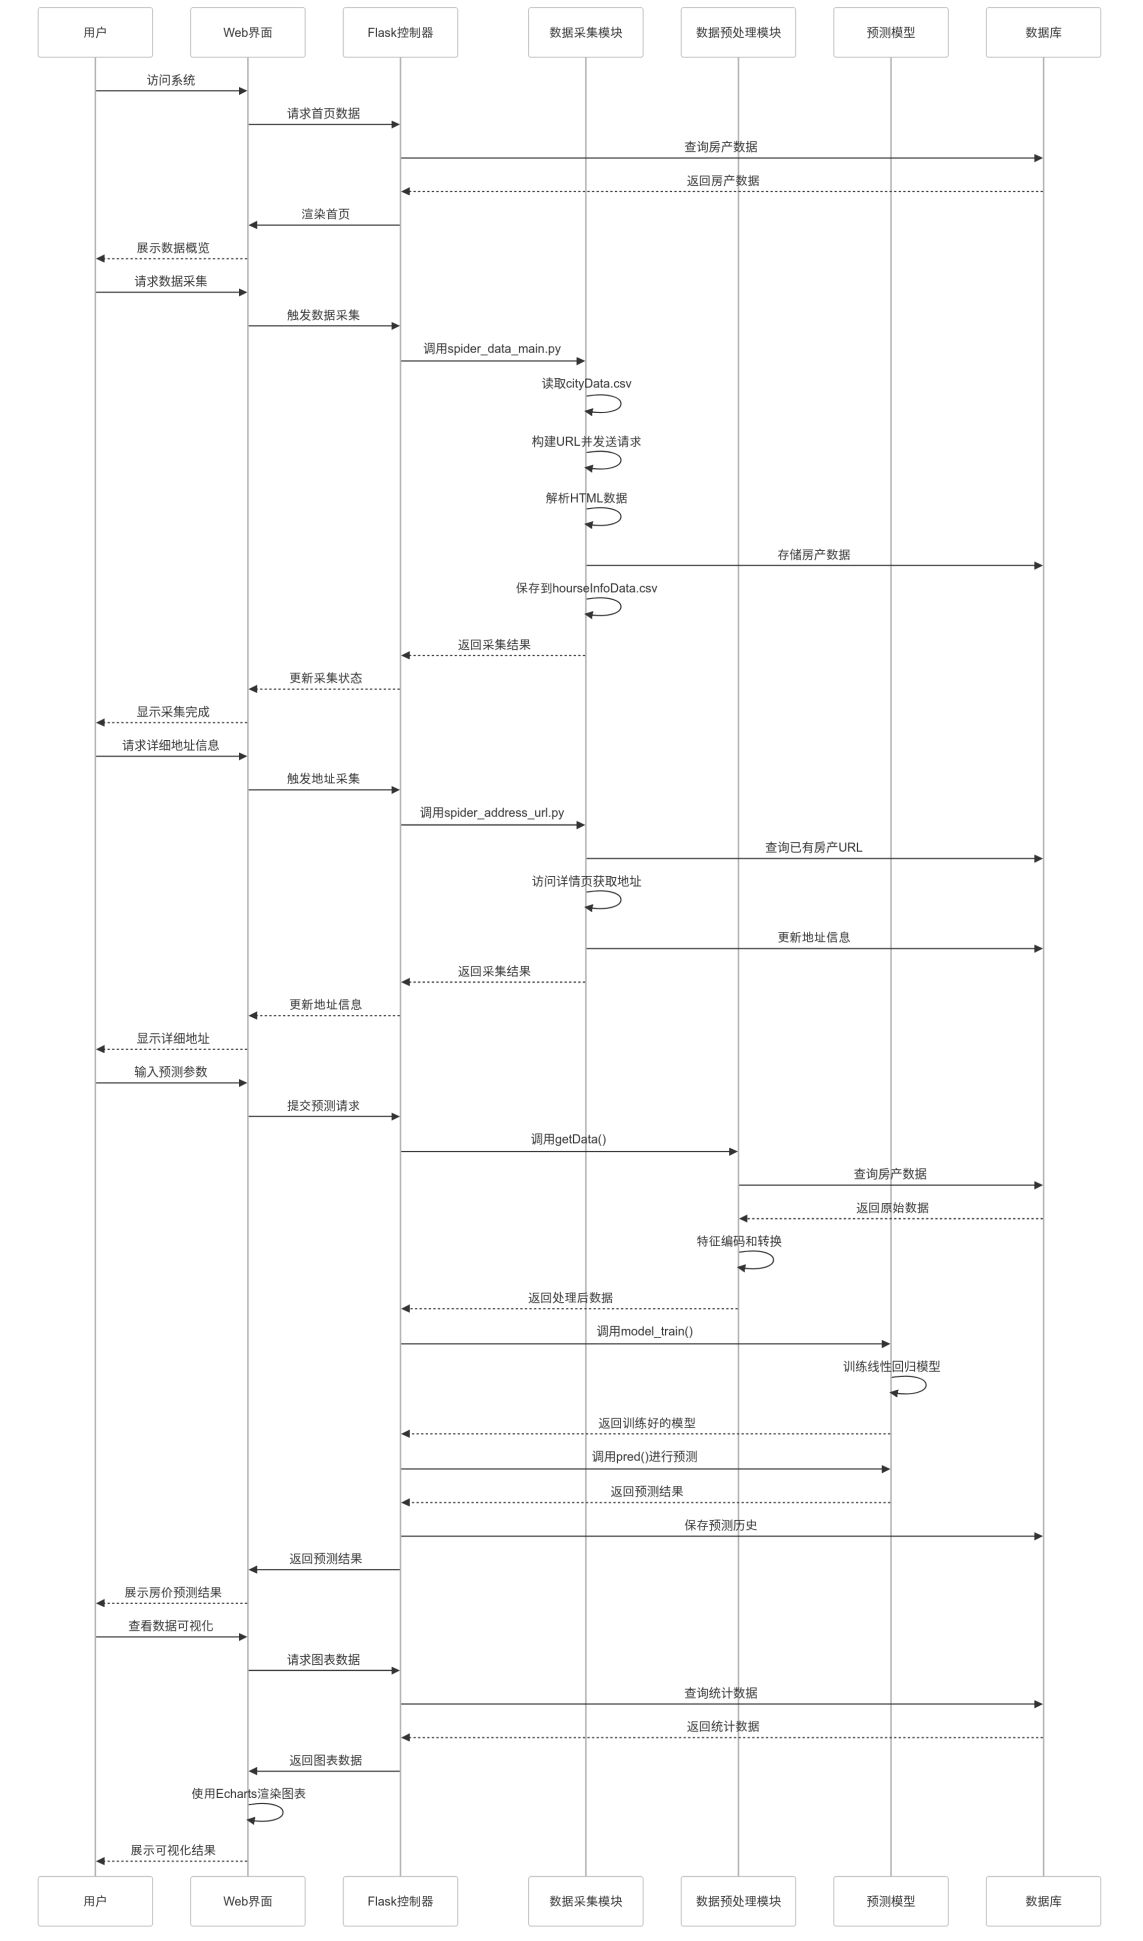 用户
Web界面
Flask控制器
数据采集模块
数据预处理模块
预测模型
数据库
访问系统
请求首页数据
查询房产数据
返回房产数据
渲染首页
展示数据概览
请求数据采集
触发数据采集
调用spider_data_main.py
读取cityData.csv
构建URL并发送请求
解析HTML数据
存储房产数据
保存到hourseInfoData.csv
返回采集结果
更新采集状态
显示采集完成
请求详细地址信息
触发地址采集
调用spider_address_url.py
查询已有房产URL
访问详情页获取地址
更新地址信息
返回采集结果
更新地址信息
显示详细地址
输入预测参数
提交预测请求
调用getData()
查询房产数据
返回原始数据
特征编码和转换
返回处理后数据
调用model_train()
训练线性回归模型
返回训练好的模型
调用pred()进行预测
返回预测结果
保存预测历史
返回预测结果
展示房价预测结果
查看数据可视化
请求图表数据
查询统计数据
返回统计数据
返回图表数据
使用Echarts渲染图表
展示可视化结果
用户
Web界面
Flask控制器
数据采集模块
数据预处理模块
预测模型
数据库